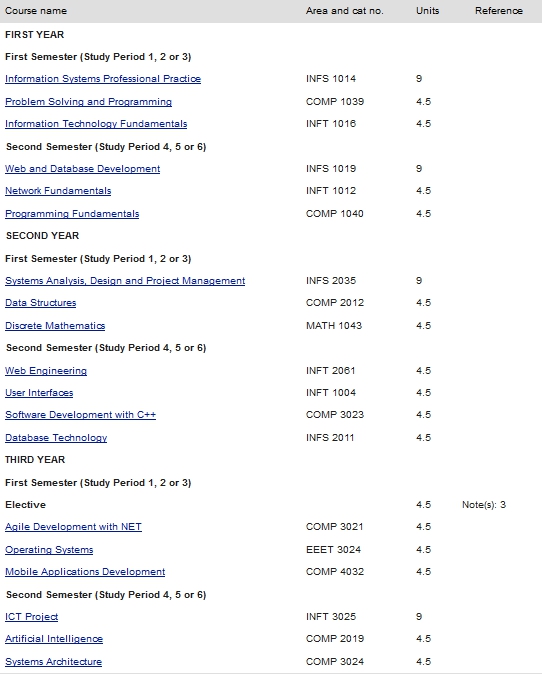 Course name Area and cat no. Units Reference
FIRST YEAR
First Semester (Study Period 1, 2 or 3)
Information Systems Professional Practice INFS 1014 9
Problem Solving and Programming COMP 1039 4.5
Information Technology Fundamentals INFT 1016 4.5
Second Semester (Study Period 4, 5 or 6)
Web and Database Development INFS 1019 9
Network Fundamentals INFT 1012 4.5
Programming Fundamentals COMP 1040 4.5
SECOND YEAR
First Semester (Study Period 1, 2 or 3)
Systems Analysis, Design and Project Management INFS 2035 9
Data Structures COMP 2012 4.5
Discrete Mathematics MATH 1043 4.5
Second Semester (Study Period 4, 5 or 6)
Web Engineering INFT 2061 4.5
User Interfaces INFT 1004 4.5
Software Development with C++ COMP 3023 4.5
Database Technology INFS 2011 4.5
THIRD YEAR
First Semester (Study Period 1, 2 or 3)
Elective 4.5 Note(s): 3
Agile Development with NET COMP 3021 4.5
Operating Systems EEET 3024 4.5
Mobile Applications Development COMP 4032 4.5
Second Semester (Study Period 4, 5 or 6)
ICT Project INFT 3025 9
Artificial Intelligence COMP 2019 4.5
Systems Architecture COMP 3024 4.5